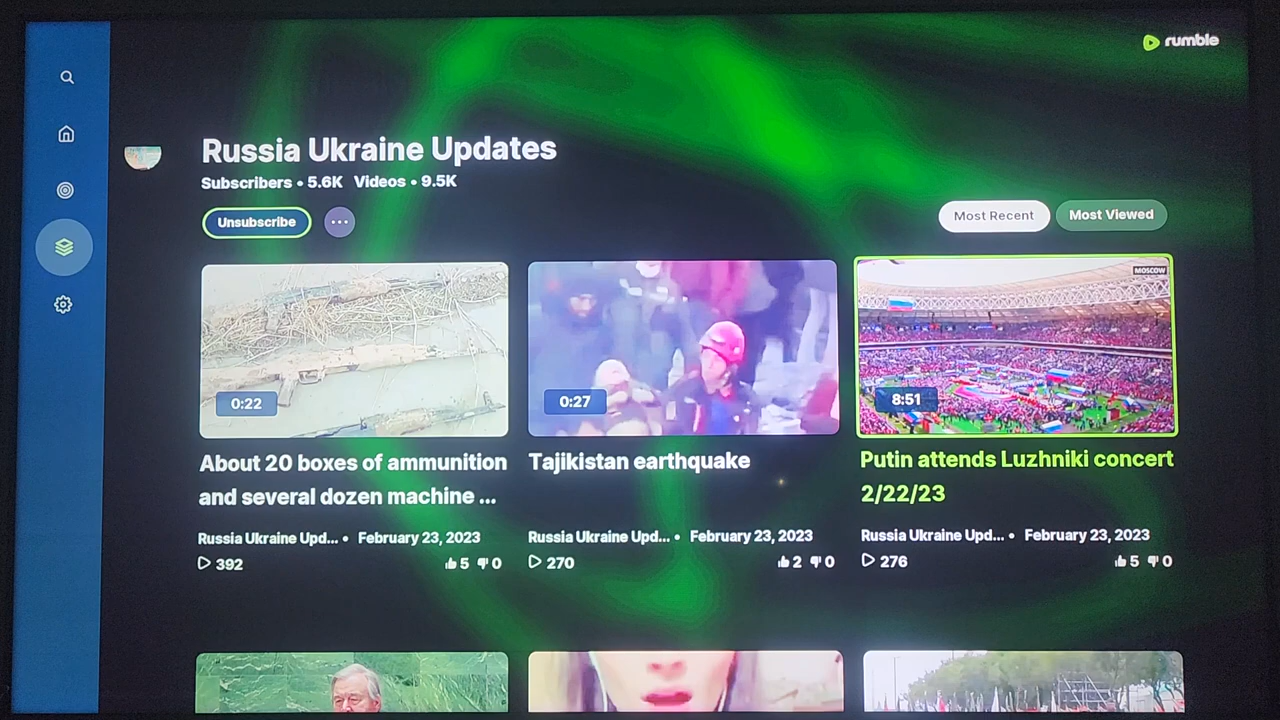 rumble
Russia Ukraine Updates
Subscribers • 5.6K Videos • 9.5K
Unsubscribe
Most Recent
Most Viewed
MOSCOW
0:22
0:27
8:51
About 20 boxes of ammunition
and several dozen machine ...
Russia Ukraine Upd... • February 23, 2023
392
5
0
Tajikistan earthquake
Russia Ukraine Upd... • February 23, 2023
270
2
0
Putin attends Luzhniki concert
2/22/23
Russia Ukraine Upd... • February 23, 2023
276
5
0